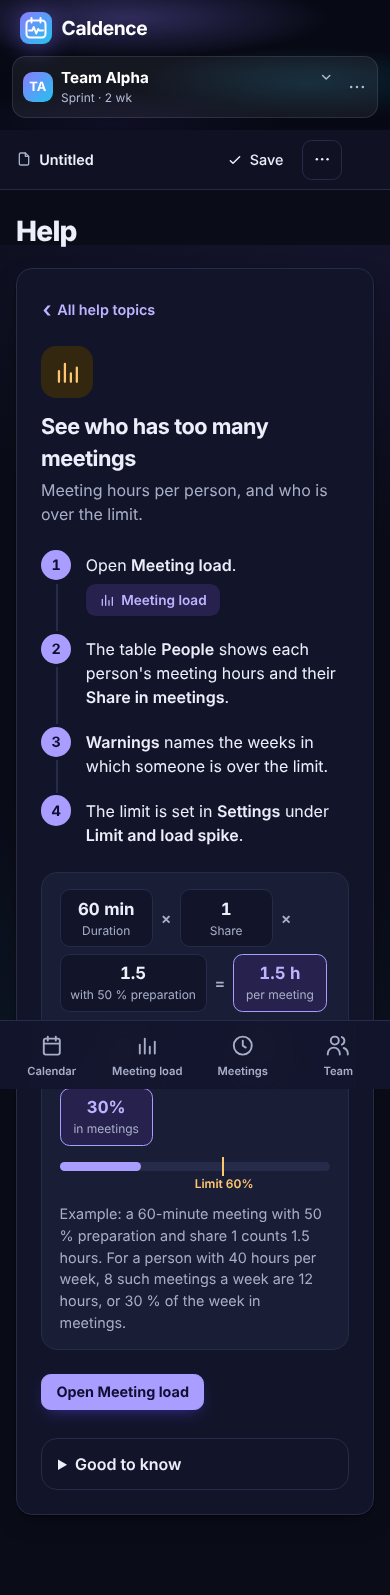 Caldence
TA
Team Alpha
Sprint · 2 wk
Untitled
Save
Help
All help topics
See who has too many
meetings
Meeting hours per person, and who is
over the limit.
1
Open Meeting load.
Meeting load
2
The table People shows each
person's meeting hours and their
Share in meetings.
3
Warnings names the weeks in
which someone is over the limit.
4
The limit is set in Settings under
Limit and load spike.
60 min
Duration
×
1
Share
×
1.5
with 50 % preparation
=
1.5 h
per meeting
Calendar
Meeting load
Meetings
Team
30%
in meetings
Limit 60%
Example: a 60-minute meeting with 50
% preparation and share 1 counts 1.5
hours. For a person with 40 hours per
week, 8 such meetings a week are 12
hours, or 30 % of the week in
meetings.
Open Meeting load
Good to know